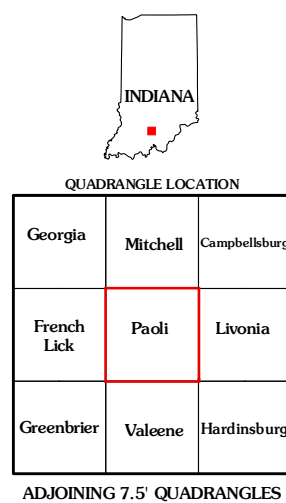 INDIANA
QUADRANGLE LOCATION
Georgia
Mitchell
Campbellsburg
French
Lick
Paoli
Livonia
Greenbrier
Valeene
Hardinsburg
ADJOINING 7.5' QUADRANGLES